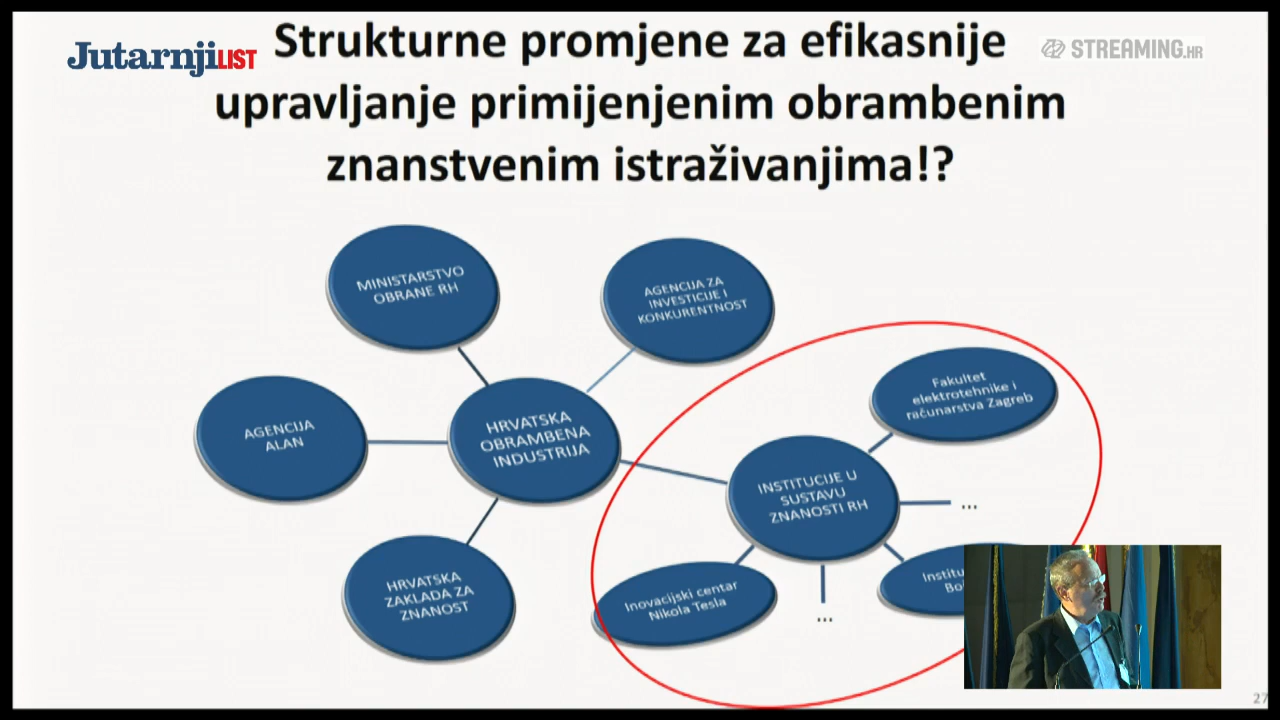 JutarnjiLIST
STREAMING.HR
Strukturne promjene za efikasnije
upravljanje primijenjenim obrambenim
znanstvenim istraživanjima!?
MINISTARSTVO
OBRANE RH
AGENCIJA ZA
INVESTICIJE I
KONKURENTNOST
Fakultet
elektrotehnike i
računarstva Zagreb
AGENCIJA
ALAN
HRVATSKA
OBRAMBENA
INDUSTRIJA
INSTITUCIJE U
SUSTAVU
ZNANOSTI RH
...
HRVATSKA
ZAKLADA ZA
ZNANOST
Inovacijski centar
Nikola Tesla
...
27